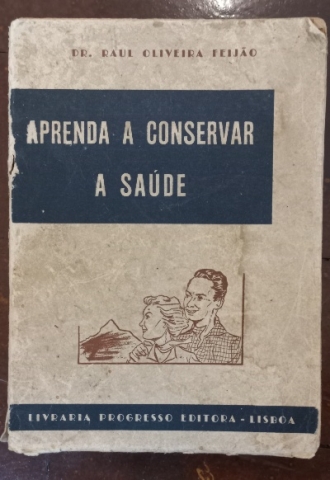 DR. RAUL OLIVEIRA FEIJÃO
APRENDA A CONSERVAR
A SAÚDE
LIVRARIA PROGRESSO EDITORA - LISBOA